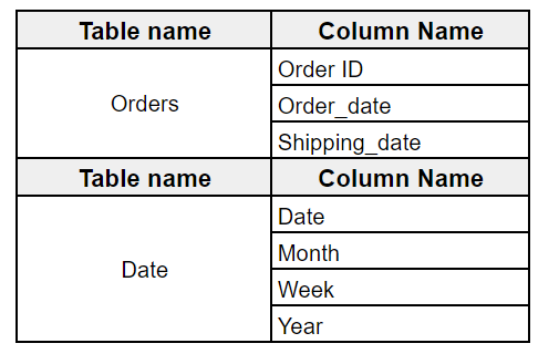 Table name Column Name
Order ID
Orders Order_date
Shipping_date
Table name Column Name
Date
Month
Date
Week
Year